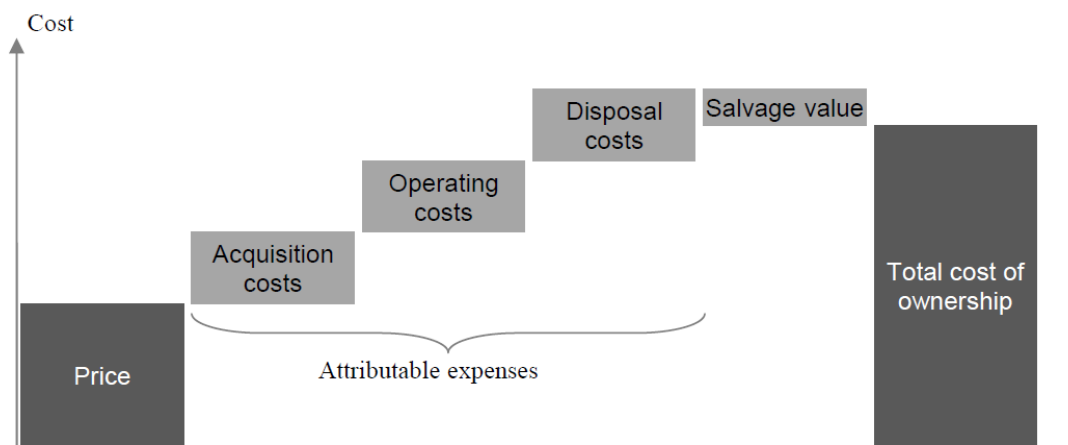 Cost
Disposal
costs
Salvage value
Operating
costs
Acquisition
costs
Total cost of
ownership
Price
Attributable expenses